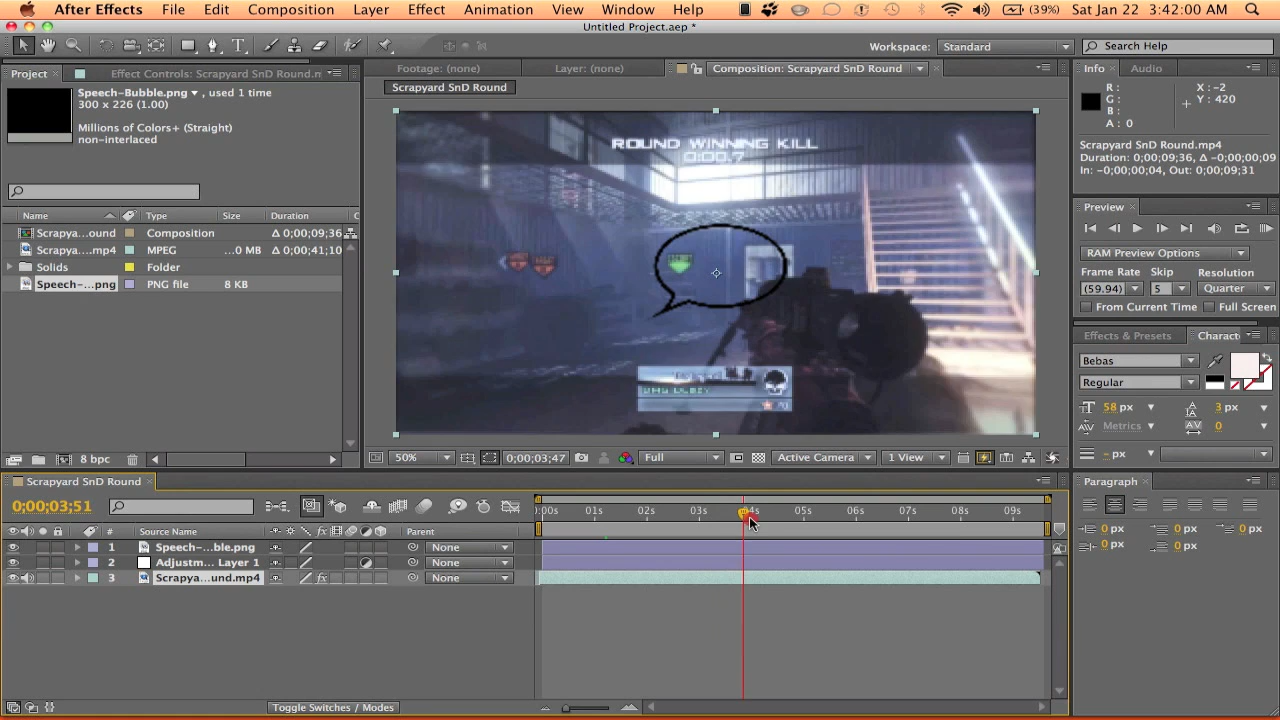 After Effects File Edit Composition Layer Effect Animation View Window Help (39%) Sat Jan 22 3:42:00 AM
Untitled Project.aep *
Workspace: Standard Search Help
Project Effect Controls: Scrapyard SnD Round.m
Footage: (none) Layer: (none) Composition: Scrapyard SnD Round
Info Audio
Scrapyard SnD Round
Speech-Bubble.png , used 1 time
300 x 226 (1.00)
Millions of Colors+ (Straight)
non-interlaced
R : X : -2
G : Y : 420
B :
A : 0
Scrapyard SnD Round.mp4
Duration: 0;00;09;36, Δ -0;00;00;09
In: -0;00;00;04, Out: 0;00;09;31
ROUND WINNING KILL
0:00.7
Preview
RAM Preview Options
Frame Rate Skip Resolution
(59.94) 5 Quarter
From Current Time Full Screen
Name Type Size Duration C
Scrapya...ound Composition Δ 0;00;09;36
Scrapya....mp4 MPEG ...0 MB Δ 0;00;41;10
Solids Folder
Speech-...png PNG file 8 KB
Effects & Presets Charact
Bebas
Regular
58 px 3 px
Metrics 0
- px
8 bpc
50% 0;00;03;47 Full Active Camera 1 View
Scrapyard SnD Round
Paragraph
0;00;03;51
):00s 01s 02s 03s 04s 05s 06s 07s 08s 09s
# Source Name Parent
1 Speech-...ble.png None
2 Adjustm... Layer 1 None
3 Scrapya...und.mp4 None
0 px 0 px 0 px
0 px 0 px
Toggle Switches / Modes